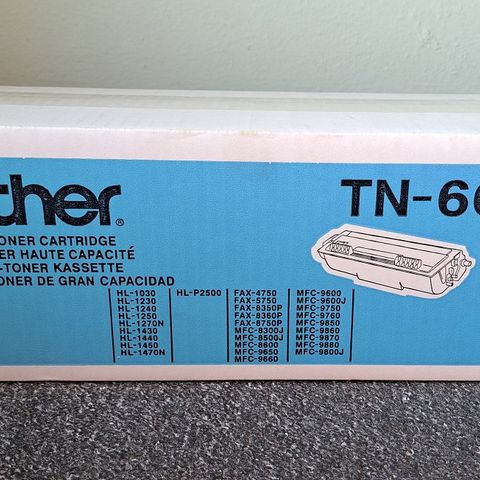 ther®
TN-66
ONER CARTRIDGE
ER HAUTE CAPACITÉ
-TONER KASSETTE
ONER DE GRAN CAPACIDAD
HL-1030
HL-1230
HL-1240
HL-1250
HL-1270N
HL-1430
HL-1440
HL-1450
HL-1470N
HL-P2500
FAX-4750
FAX-5750
FAX-8350P
FAX-8360P
FAX-8750P
MFC-8300J
MFC-8500J
MFC-8600
MFC-9650
MFC-9660
MFC-9600
MFC-9600J
MFC-9750
MFC-9760
MFC-9850
MFC-9860
MFC-9870
MFC-9880
MFC-9800J